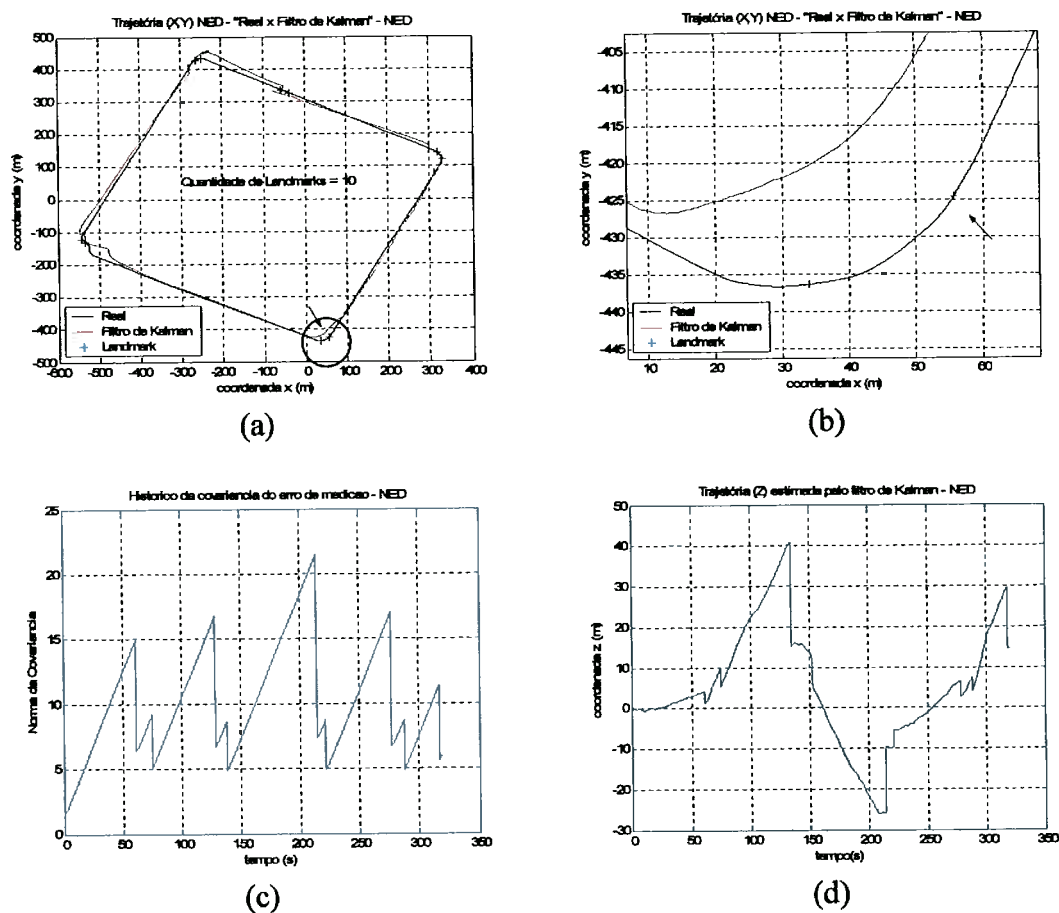 Trajetória (XY) NED - "Real x Filtro de Kalman" - NED
500
400
300
200
100
0
-100
-200
-300
-400
-500
coordenada y (m)
Quantidade de Landmarks = 10
Real
Filtro de Kalman
Landmark
-600 -500 -400 -300 -200 -100 0 100 200 300 400
coordenada x (m)
(a)
Trajetória (XY) NED - "Real x Filtro de Kalman" - NED
-405
-410
-415
-420
-425
-430
-435
-440
-445
coordenada y (m)
Real
Filtro de Kalman
Landmark
10 20 30 40 50 60
coordenada x (m)
(b)
Historico da covariancia do erro de medicao - NED
25
20
15
10
5
0
Norma da Covariancia
0 50 100 150 200 250 300 350
tempo (s)
(c)
Trajetória (Z) estimada pelo filtro de Kalman - NED
50
40
30
20
10
0
-10
-20
-30
coordenada z (m)
0 50 100 150 200 250 300 350
tempo(s)
(d)